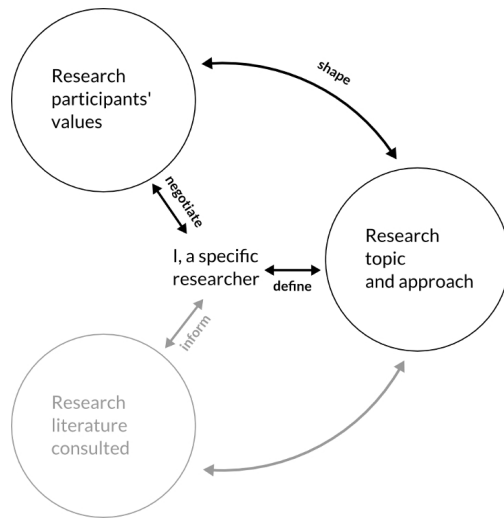 shape
Research
participants'
values
negotiate
I, a specific
researcher
define
Research
topic
and approach
inform
Research
literature
consulted